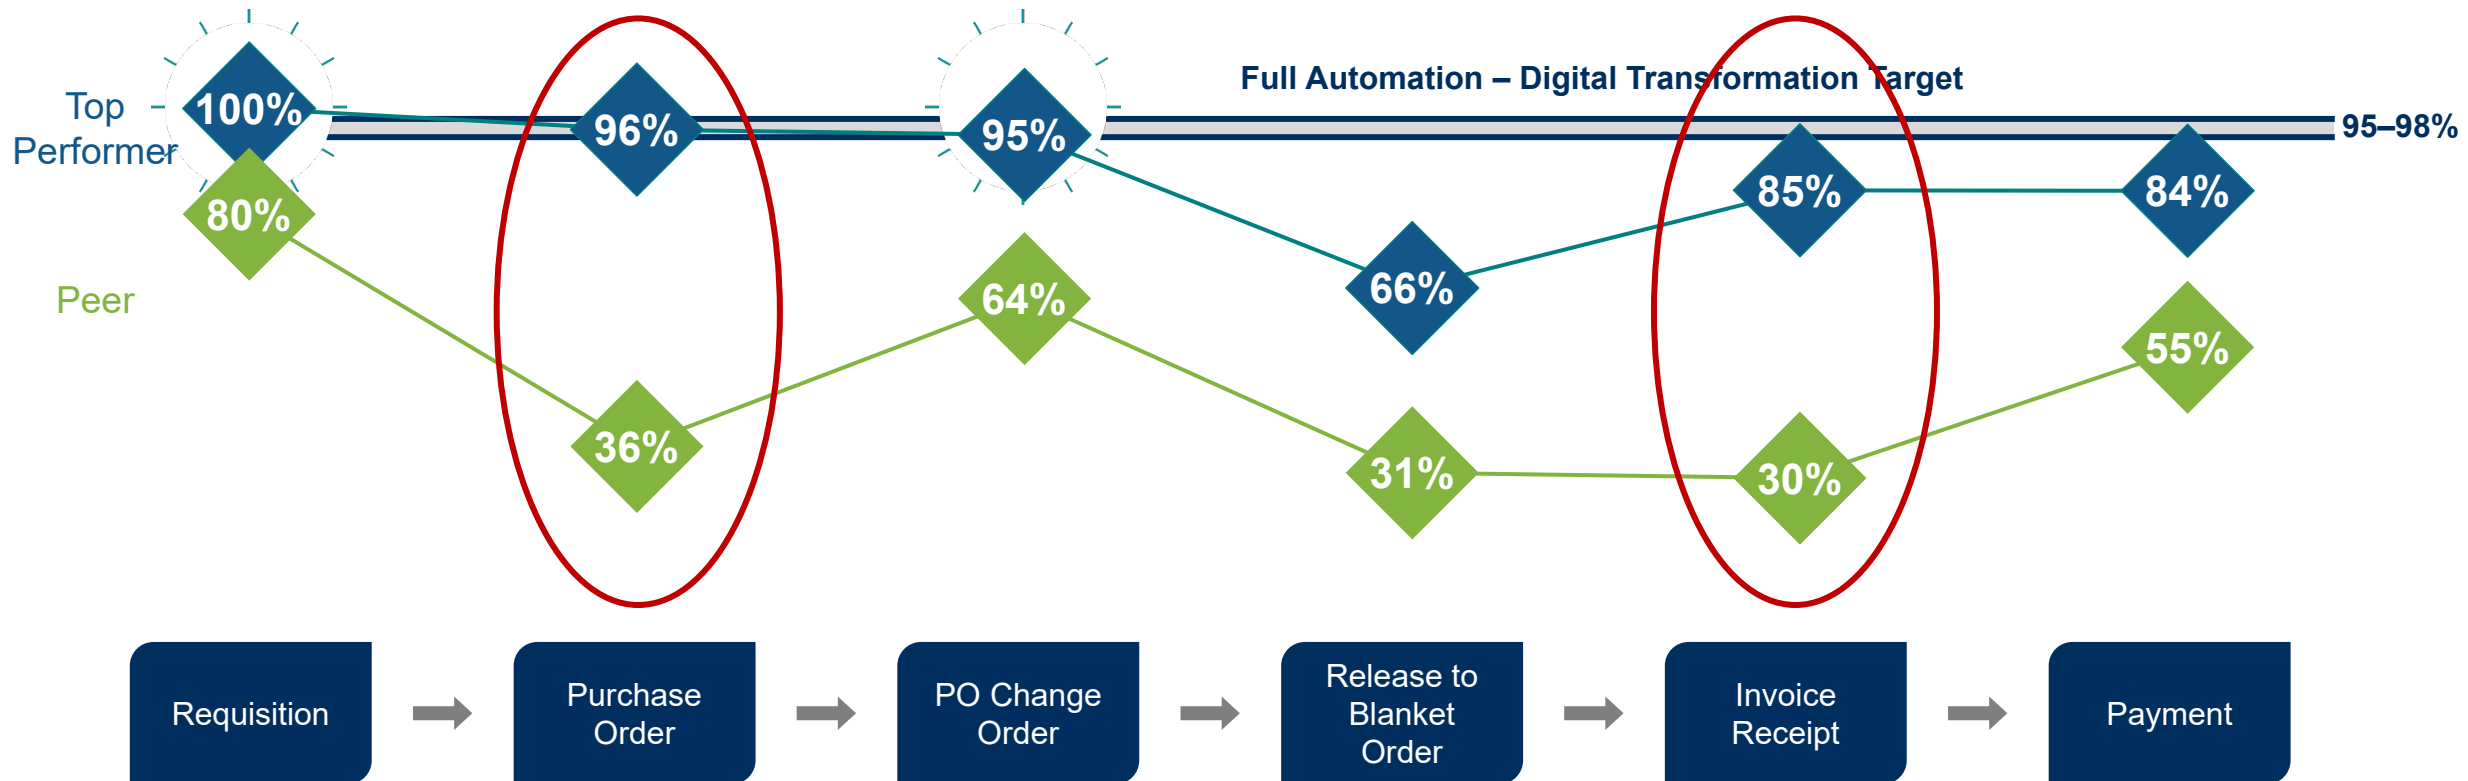 Full Automation – Digital Transformation Target
95–98%
Top
Performer
100%
96%
95%
66%
85%
84%
Peer
80%
36%
64%
31%
30%
55%
Requisition
Purchase
Order
PO Change
Order
Release to
Blanket
Order
Invoice
Receipt
Payment